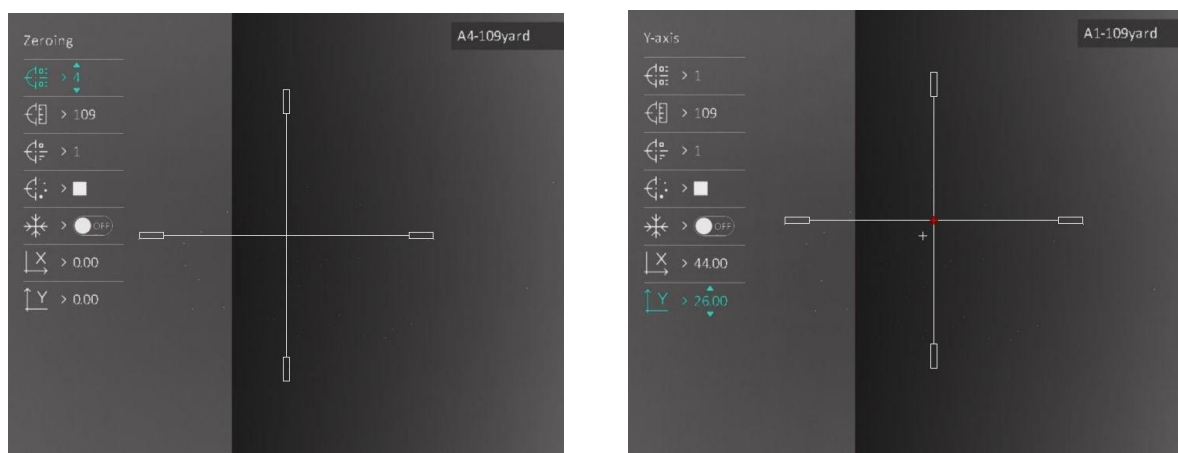 Zeroing
A4-109yard
> 4
> 109
> 1
>
> OFF
X > 0.00
Y > 0.00
Y-axis
A1-109yard
> 1
> 109
> 1
>
> OFF
X > 44.00
Y > 26.00